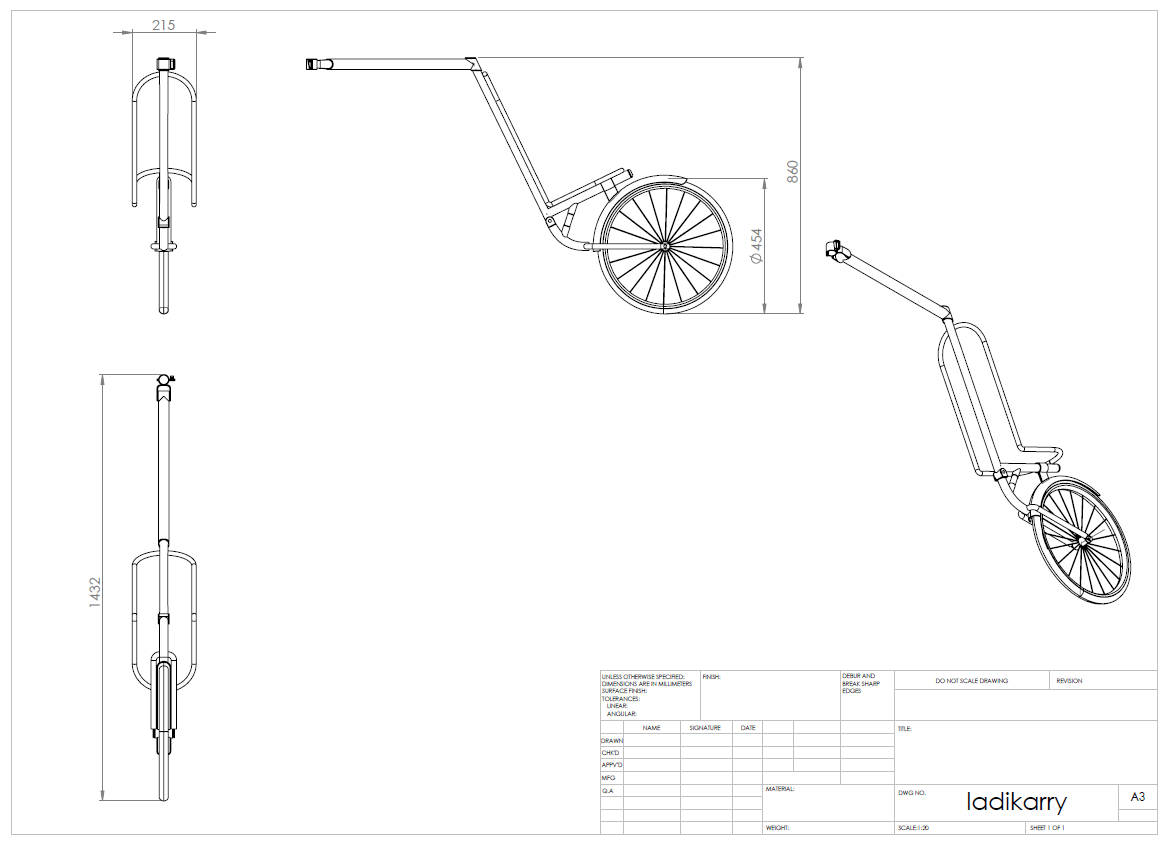 215
860
Ø 454
1432
UNLESS OTHERWISE SPECIFIED:
DIMENSIONS ARE IN MILLIMETERS
SURFACE FINISH:
TOLERANCES:
LINEAR:
ANGULAR:
FINISH:
DEBUR AND
BREAK SHARP
EDGES
DO NOT SCALE DRAWING
REVISION
NAME
SIGNATURE
DATE
TITLE:
DRAWN
CHK'D
APPV'D
MFG
Q.A
MATERIAL:
DWG NO.
ladikarry
A3
WEIGHT:
SCALE:1:20
SHEET 1 OF 1